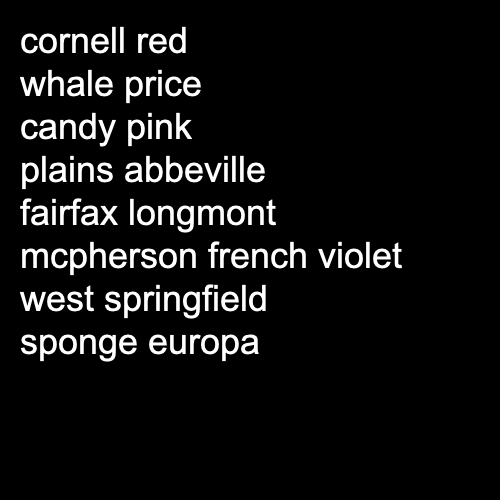 cornell red
whale price
candy pink
plains abbeville
fairfax longmont
mcpherson french violet
west springfield
sponge europa